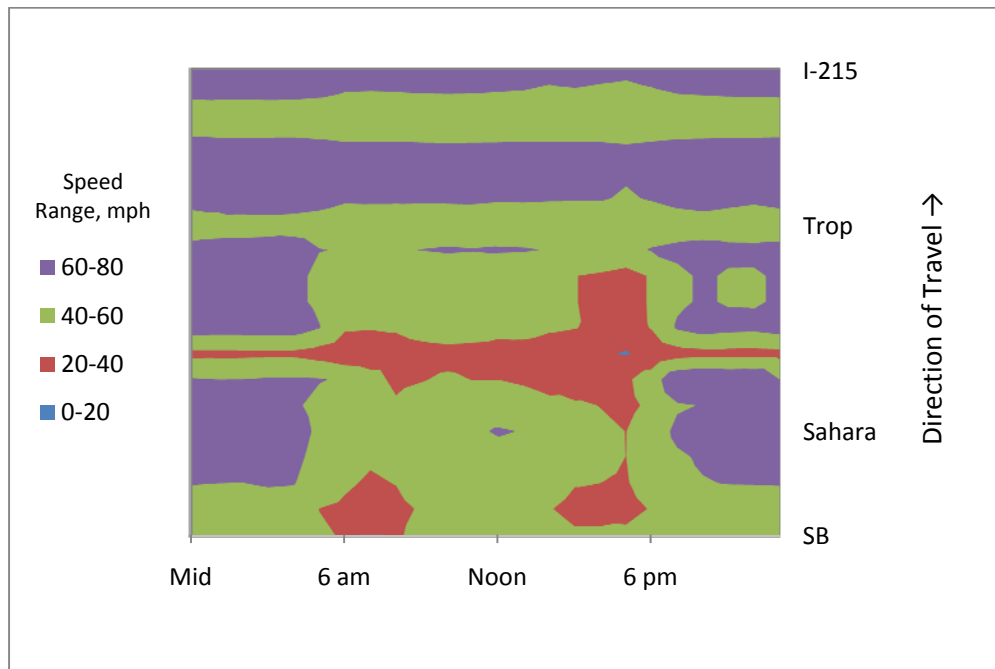 I-215
Speed
Range, mph
60-80
40-60
20-40
0-20
Trop
Sahara
SB
Direction of Travel →
Mid 6 am Noon 6 pm